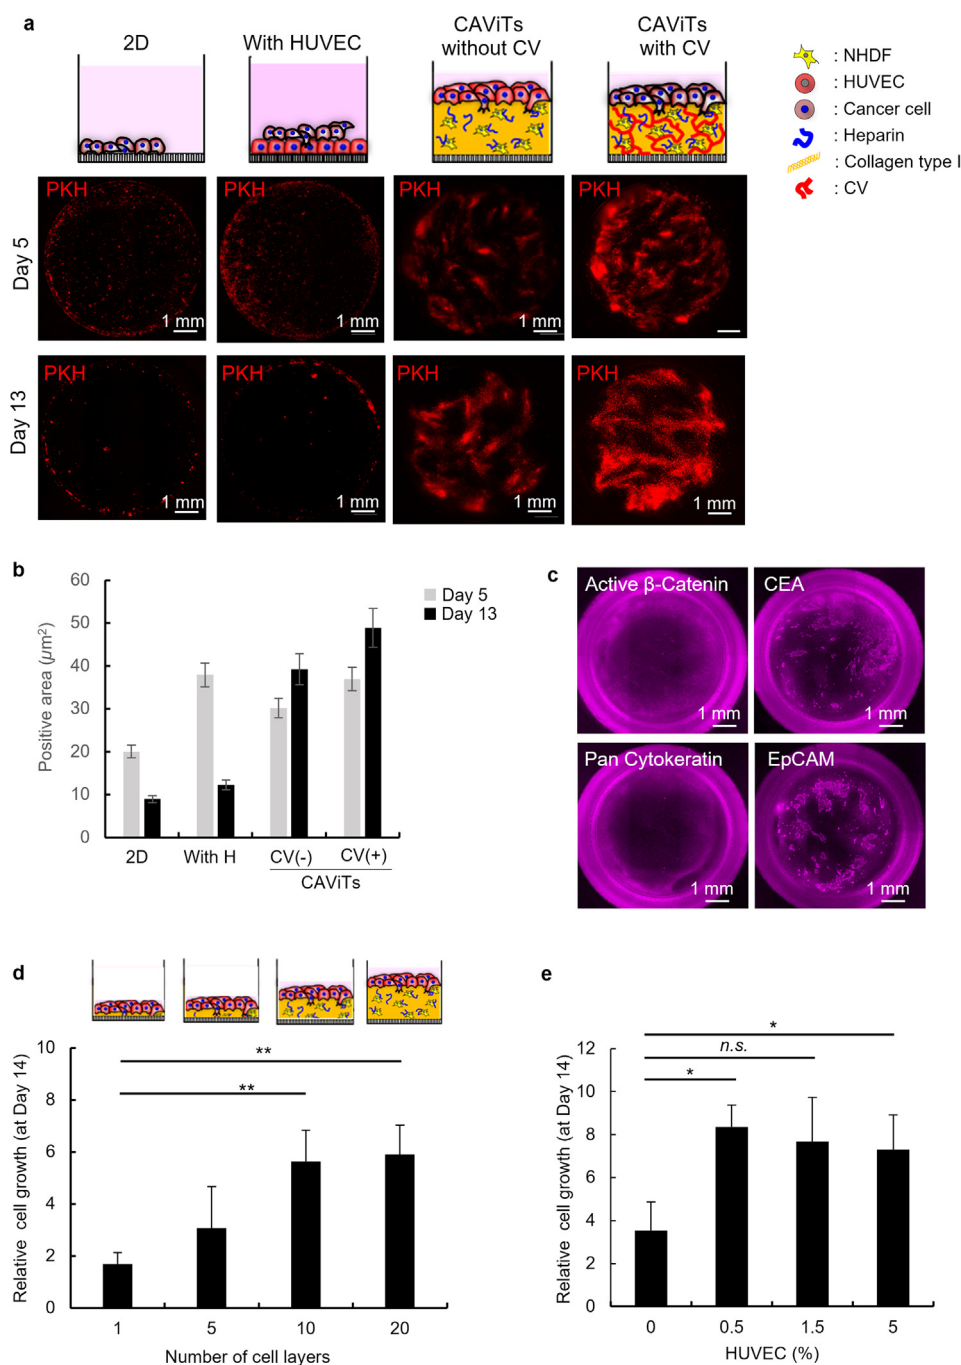 a
2D
With HUVEC
CAViTs
without CV
CAViTs
with CV
: NHDF
: HUVEC
: Cancer cell
: Heparin
: Collagen type I
: CV
Day 5
PKH
1 mm
PKH
1 mm
PKH
1 mm
PKH
Day 13
PKH
1 mm
PKH
1 mm
PKH
1 mm
PKH
1 mm
b
Positive area (µm²)
60
50
40
30
20
10
0
Day 5
Day 13
2D
With H
CV(-)
CV(+)
CAViTs
c
Active β-Catenin
1 mm
CEA
1 mm
Pan Cytokeratin
1 mm
EpCAM
1 mm
d
Relative cell growth (at Day 14)
10
8
6
4
2
0
**
**
1
5
10
20
Number of cell layers
e
Relative cell growth (at Day 14)
12
10
8
6
4
2
0
*
n.s.
*
0
0.5
1.5
5
HUVEC (%)